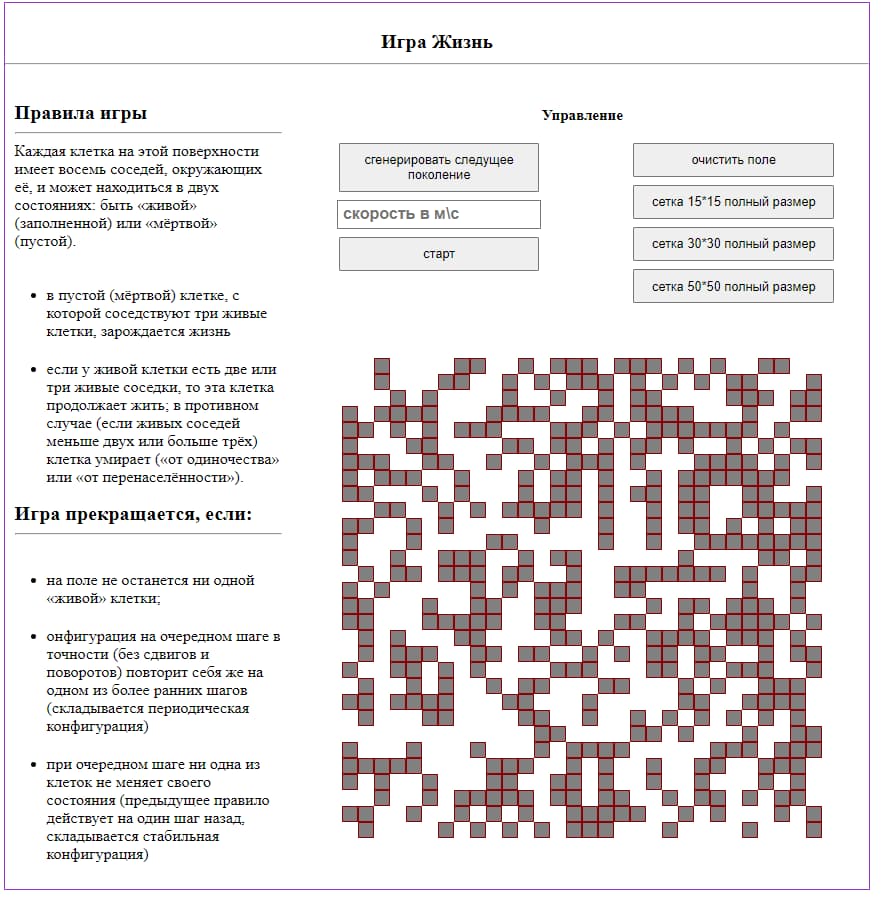 Игра Жизнь
Правила игры
Каждая клетка на этой поверхности
имеет восемь соседей, окружающих
её, и может находиться в двух
состояниях: быть «живой»
(заполненной) или «мёртвой»
(пустой).
в пустой (мёртвой) клетке, с
которой соседствуют три живые
клетки, зарождается жизнь
если у живой клетки есть две или
три живые соседки, то эта клетка
продолжает жить; в противном
случае (если живых соседей
меньше двух или больше трёх)
клетка умирает («от одиночества»
или «от перенаселённости»).
Игра прекращается, если:
на поле не останется ни одной
«живой» клетки;
онфигурация на очередном шаге в
точности (без сдвигов и
поворотов) повторит себя же на
одном из более ранних шагов
(складывается периодическая
конфигурация)
при очередном шаге ни одна из
клеток не меняет своего
состояния (предыдущее правило
действует на один шаг назад,
складывается стабильная
конфигурация)
Управление
сгенерировать следущее
поколение
скорость в м\с
старт
очистить поле
сетка 15*15 полный размер
сетка 30*30 полный размер
сетка 50*50 полный размер